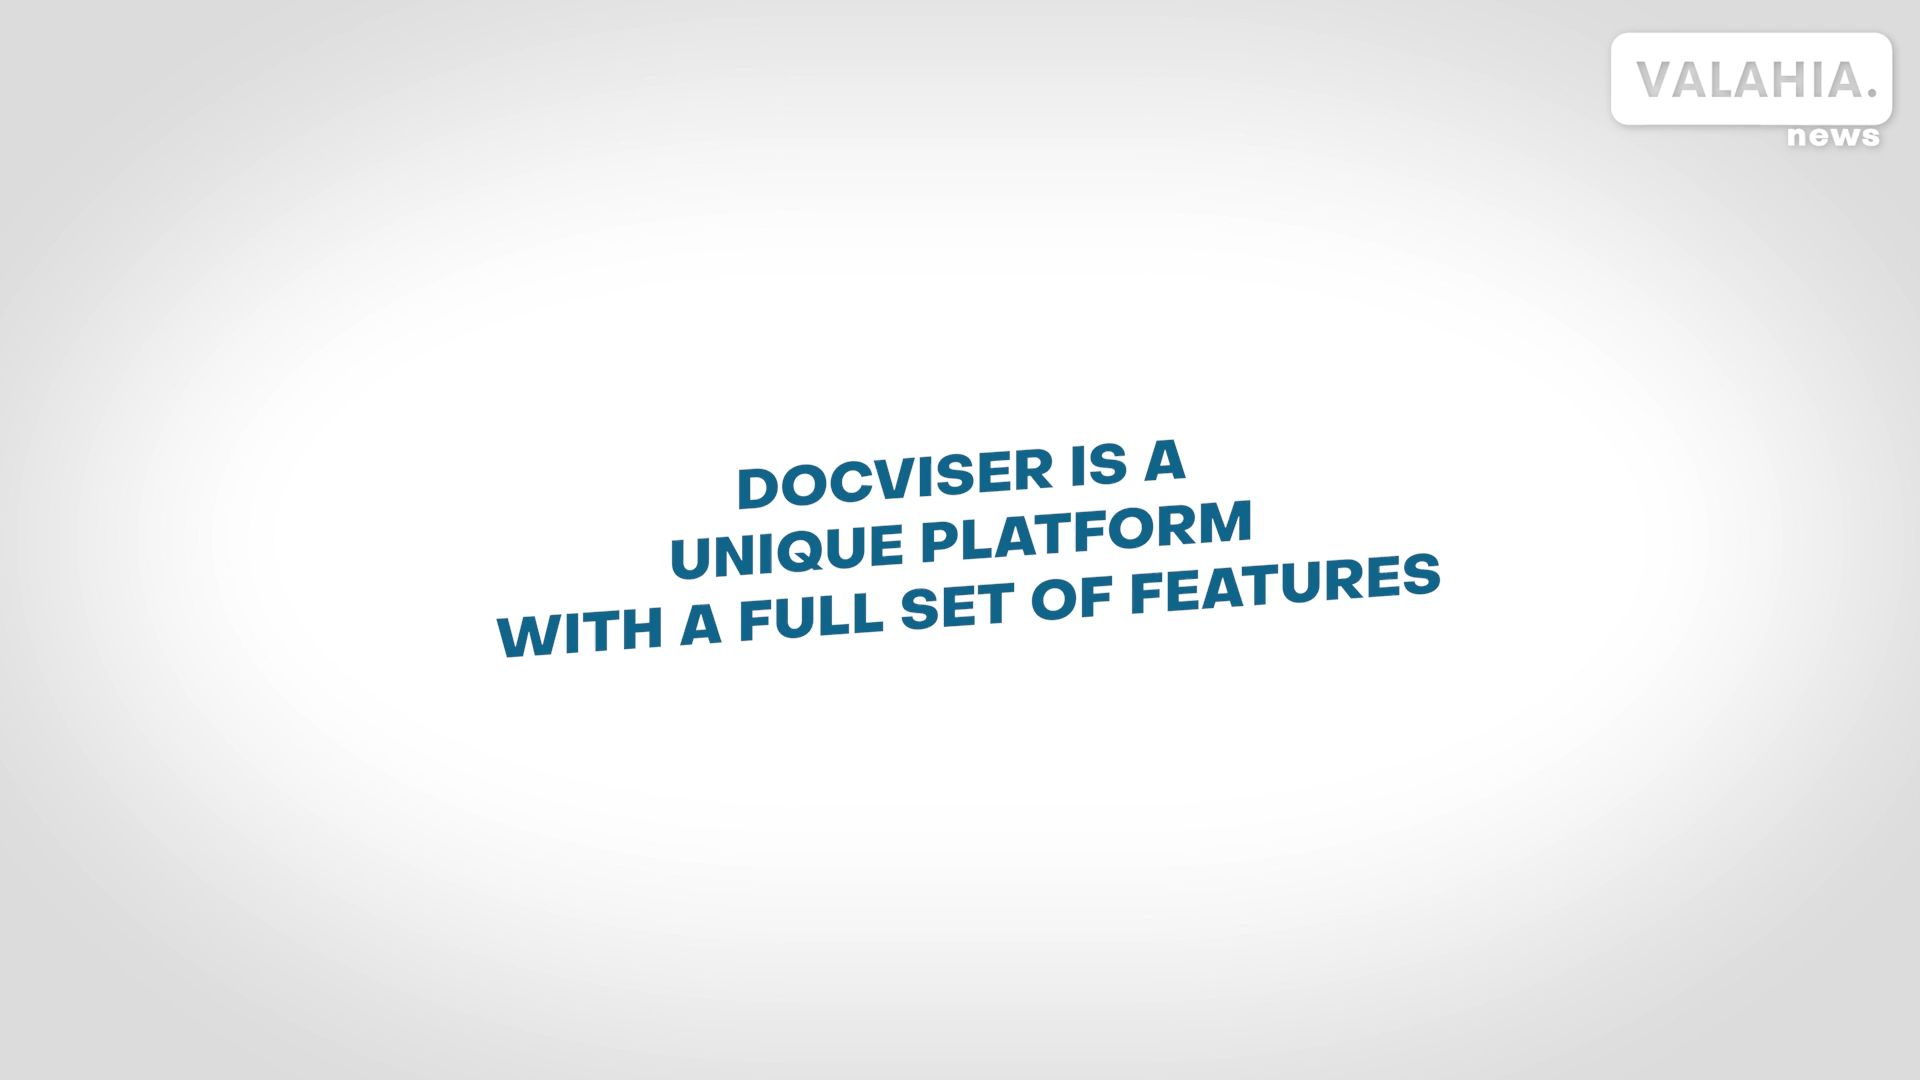 VALAHIA.
news
DOCVISER IS A
UNIQUE PLATFORM
WITH A FULL SET OF FEATURES